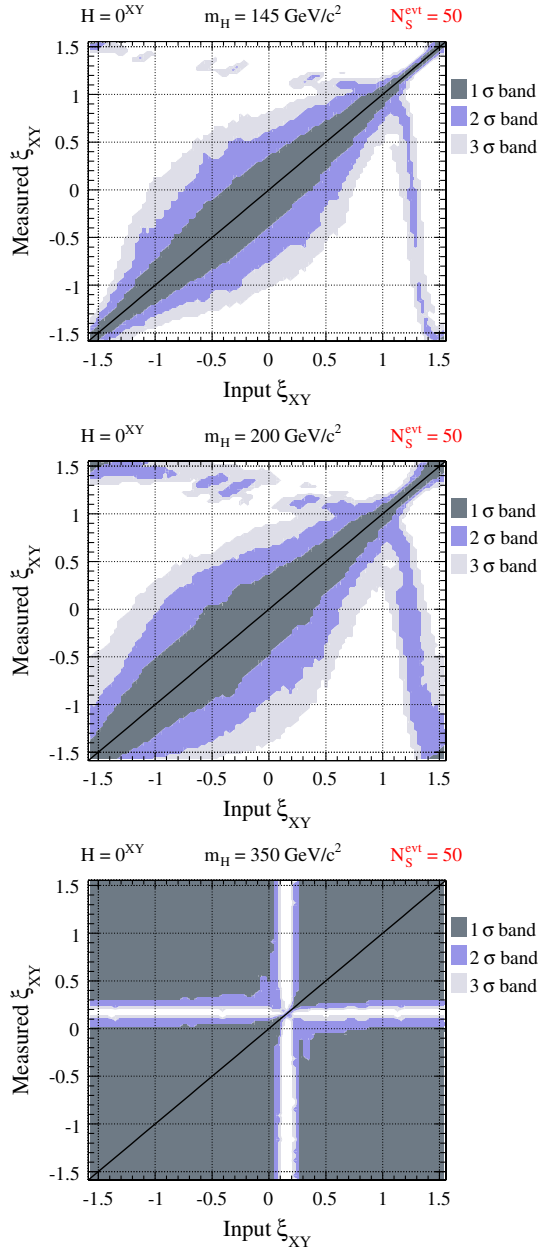 H = 0^XY m_H = 145 GeV/c² N_S^evt = 50
1.5
1
0.5
0
-0.5
-1
-1.5
Measured ξ_XY
1 σ band
2 σ band
3 σ band
-1.5 -1 -0.5 0 0.5 1 1.5
Input ξ_XY
H = 0^XY m_H = 200 GeV/c² N_S^evt = 50
1.5
1
0.5
0
-0.5
-1
-1.5
Measured ξ_XY
1 σ band
2 σ band
3 σ band
-1.5 -1 -0.5 0 0.5 1 1.5
Input ξ_XY
H = 0^XY m_H = 350 GeV/c² N_S^evt = 50
1.5
1
0.5
0
-0.5
-1
-1.5
Measured ξ_XY
1 σ band
2 σ band
3 σ band
-1.5 -1 -0.5 0 0.5 1 1.5
Input ξ_XY